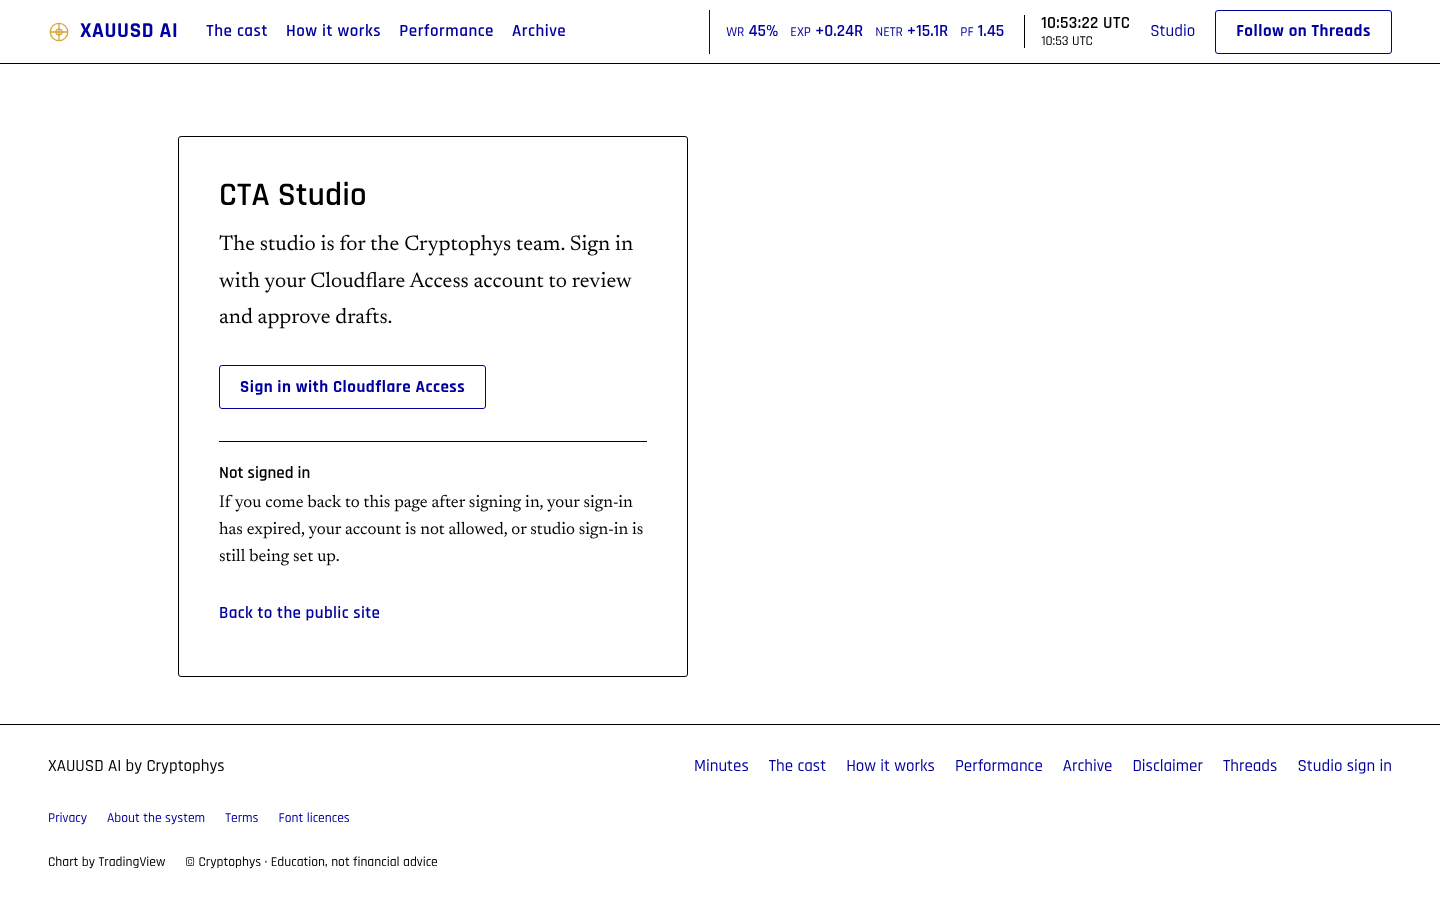 XAUUSD AI
The cast
How it works
Performance
Archive
WR 45% EXP +0.24R NETR +15.1R PF 1.45
10:53:22 UTC
10:53 UTC
Studio
Follow on Threads
CTA Studio
The studio is for the Cryptophys team. Sign in
with your Cloudflare Access account to review
and approve drafts.
Sign in with Cloudflare Access
Not signed in
If you come back to this page after signing in, your sign-in
has expired, your account is not allowed, or studio sign-in is
still being set up.
Back to the public site
XAUUSD AI by Cryptophys
Minutes
The cast
How it works
Performance
Archive
Disclaimer
Threads
Studio sign in
Privacy
About the system
Terms
Font licences
Chart by TradingView
© Cryptophys · Education, not financial advice